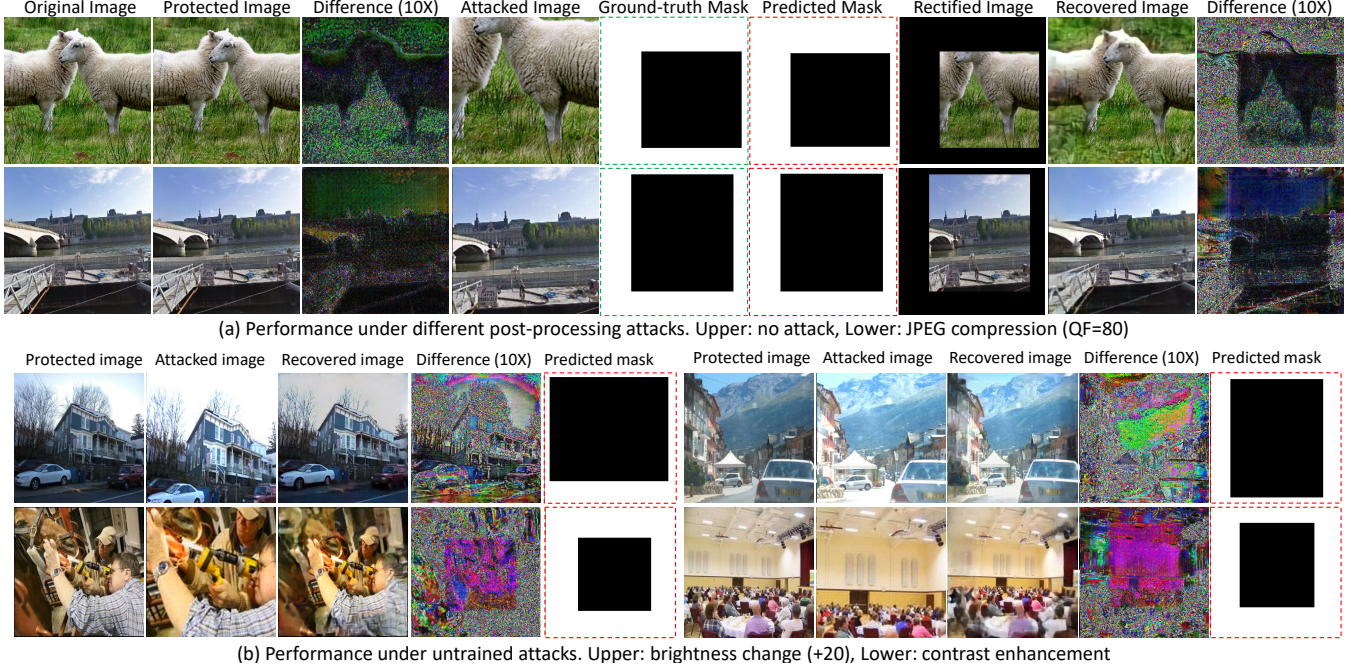 Original Image Protected Image Difference (10X) Attacked Image Ground-truth Mask Predicted Mask Rectified Image Recovered Image Difference (10X)
(a) Performance under different post-processing attacks. Upper: no attack, Lower: JPEG compression (QF=80)
Protected image Attacked image Recovered image Difference (10X) Predicted mask Protected image Attacked image Recovered image Difference (10X) Predicted mask
(b) Performance under untrained attacks. Upper: brightness change (+20), Lower: contrast enhancement